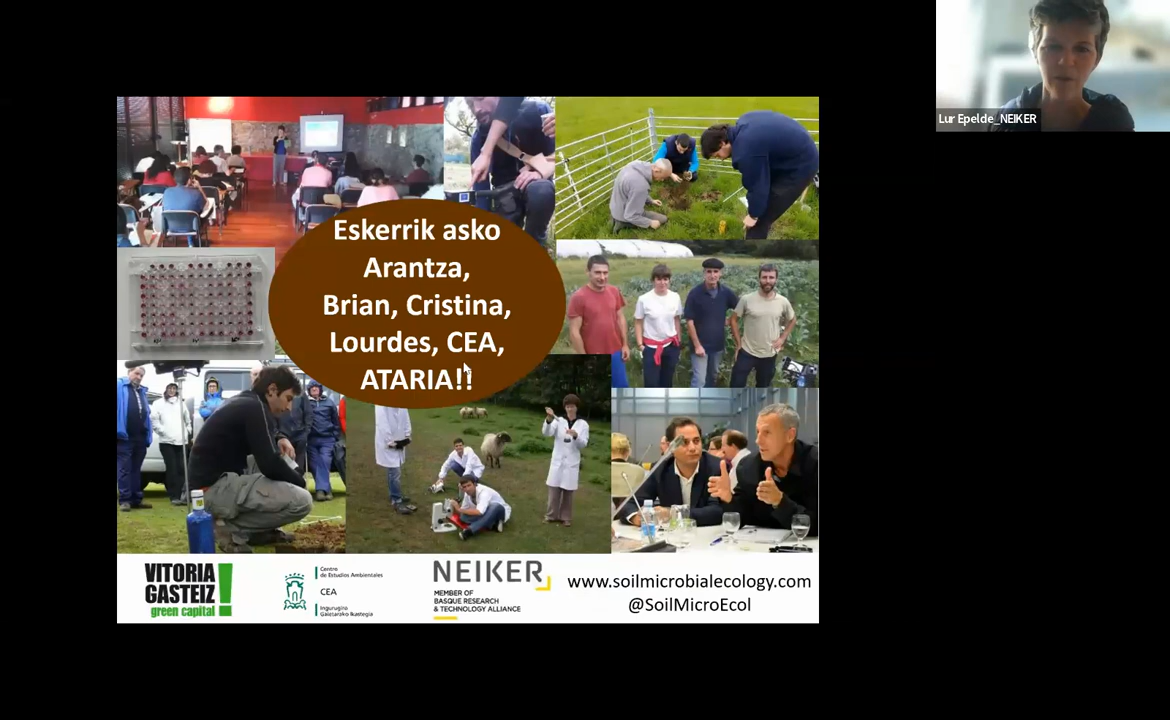 Lur Epelde_NEIKER
Eskerrik asko
Arantza,
Brian, Cristina,
Lourdes, CEA,
ATARIA!!
VITORIA
GASTEIZ
green capital
Centro
de Estudios Ambientales
CEA
Ingurugiro
Gaietarako Ikastegia
NEIKER
MEMBER OF
BASQUE RESEARCH
& TECHNOLOGY ALLIANCE
www.soilmicrobialecology.com
@SoilMicroEcol